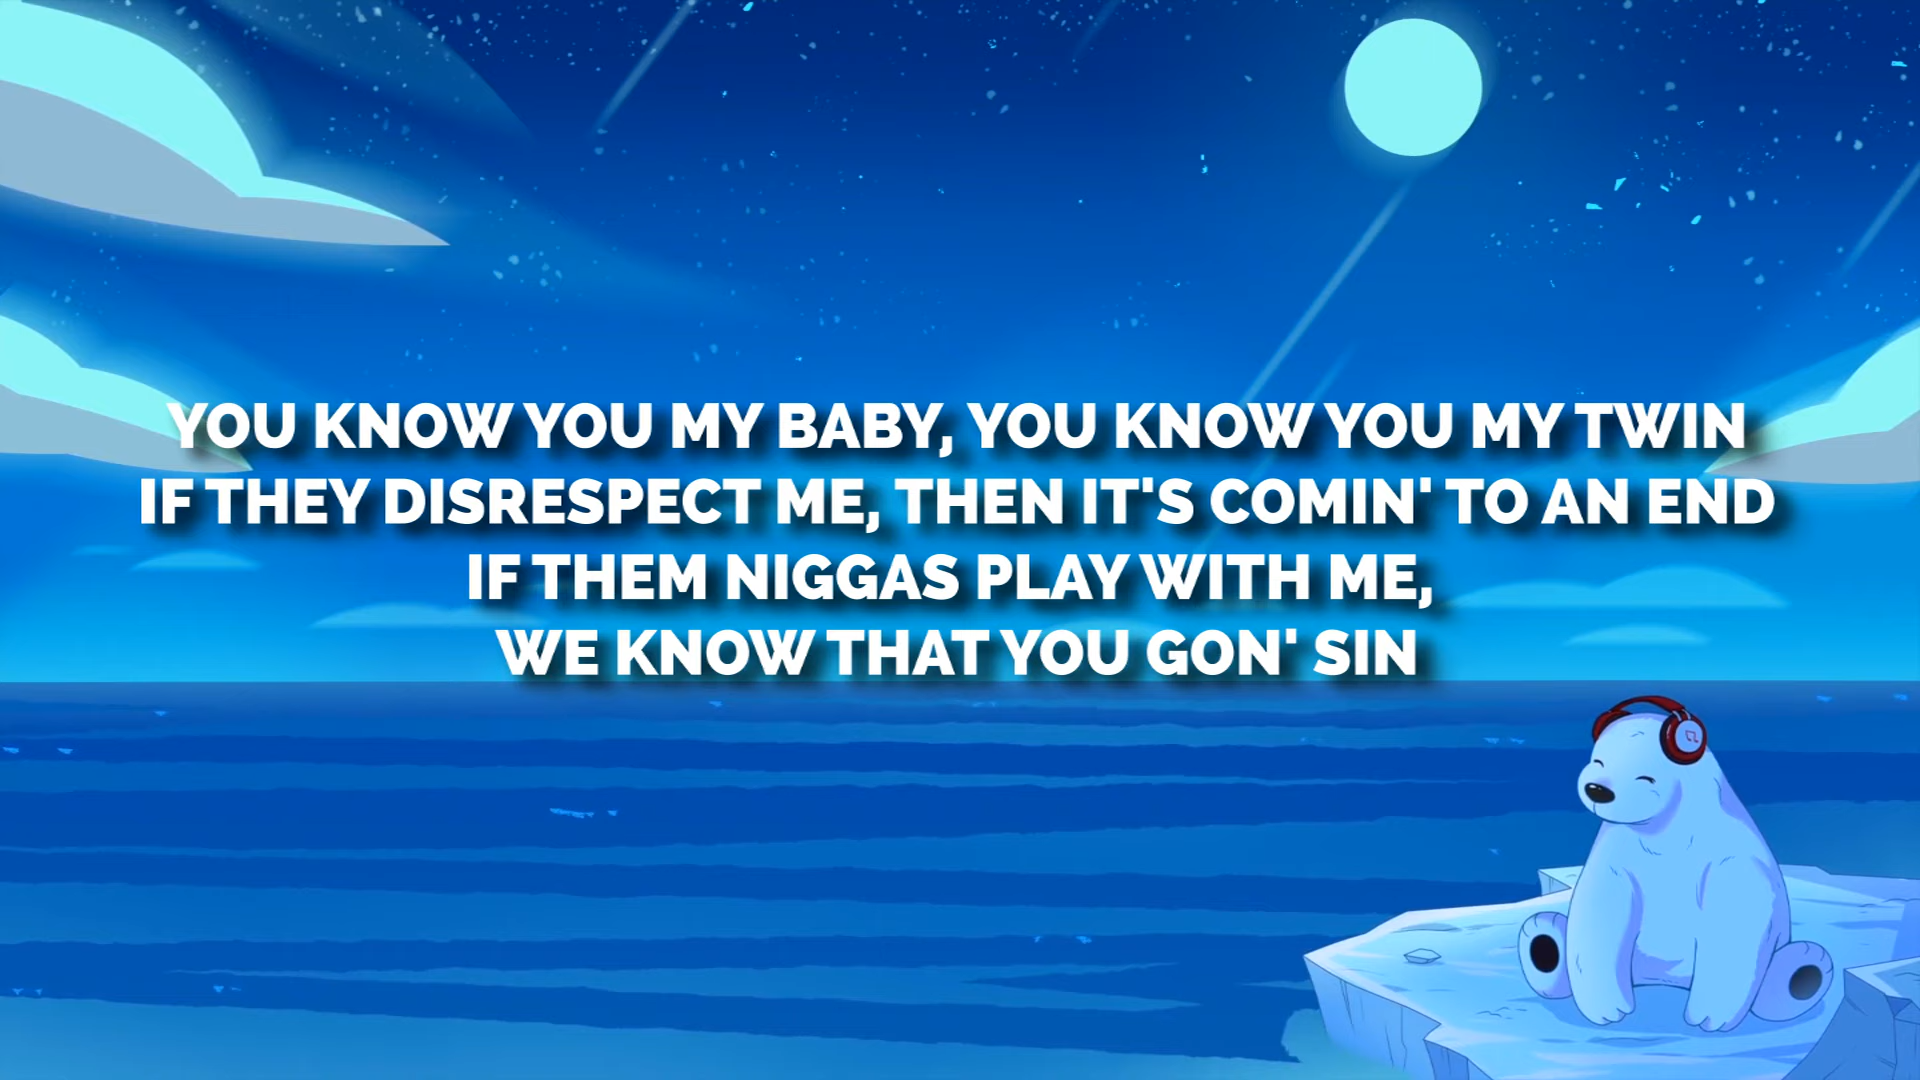 YOU KNOW YOU MY BABY, YOU KNOW YOU MY TWIN
IF THEY DISRESPECT ME, THEN IT'S COMIN' TO AN END
IF THEM NIGGAS PLAY WITH ME,
WE KNOW THAT YOU GON' SIN